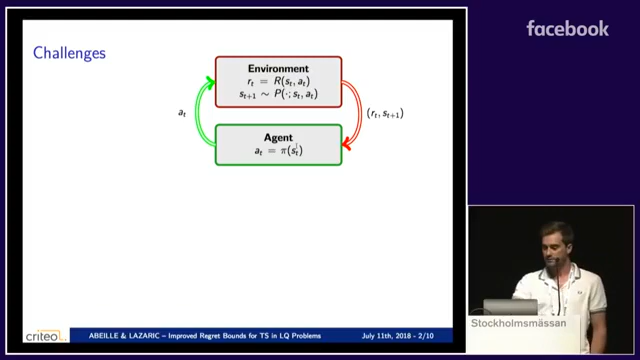 facebook
Challenges
Environment
r_t = R(s_t, a_t)
s_{t+1} ∼ P(·; s_t, a_t)
a_t
(r_t, s_{t+1})
Agent
a_t = π(s_t)
Stockholmsmässan
criteo
ABEILLE & LAZARIC — Improved Regret Bounds for TS in LQ Problems
July 11th, 2018 - 2/10